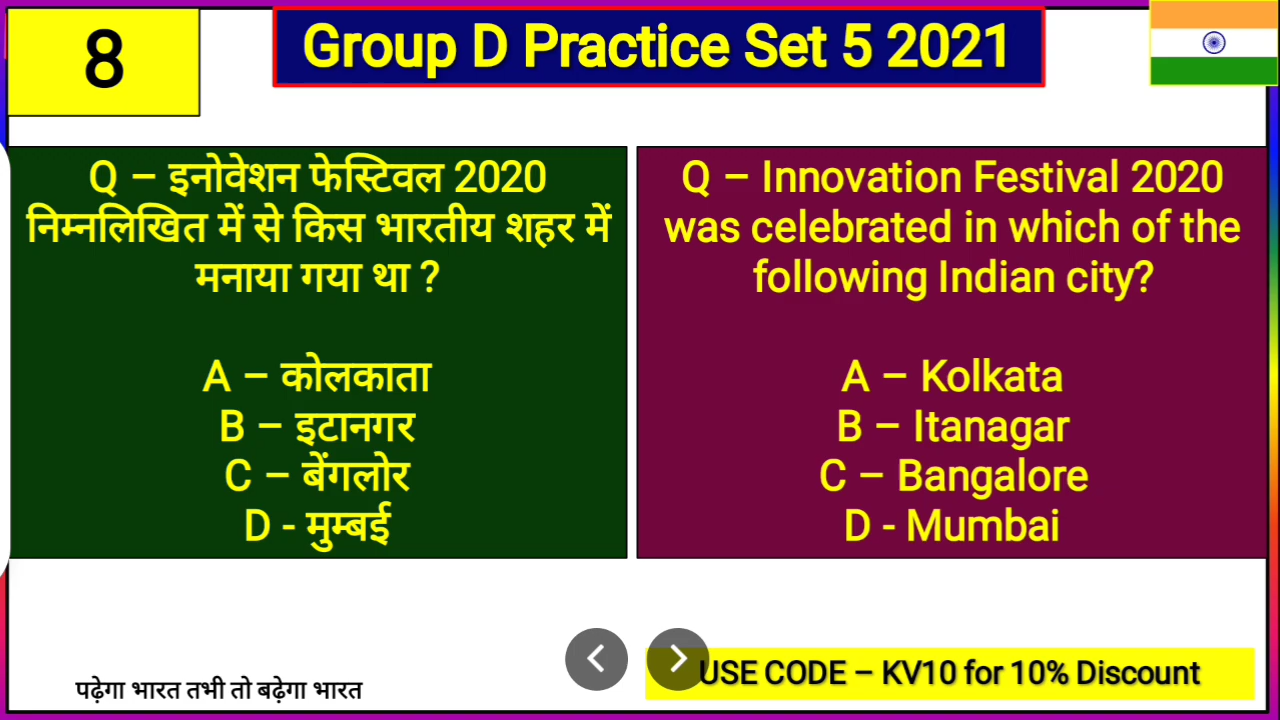 8
Group D Practice Set 5 2021
Q – इनोवेशन फेस्टिवल 2020
निम्नलिखित में से किस भारतीय शहर में
मनाया गया था ?
A – कोलकाता
B – इटानगर
C – बेंगलोर
D - मुम्बई
Q – Innovation Festival 2020
was celebrated in which of the
following Indian city?
A – Kolkata
B – Itanagar
C – Bangalore
D - Mumbai
पढ़ेगा भारत तभी तो बढ़ेगा भारत
USE CODE – KV10 for 10% Discount